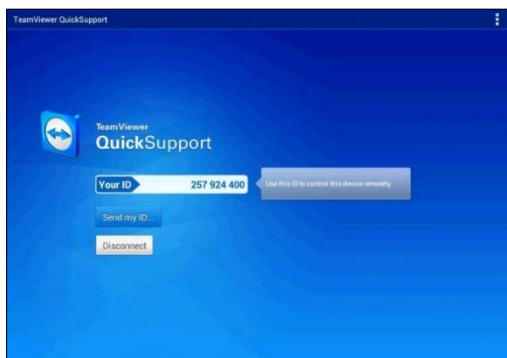 TeamViewer QuickSupport
TeamViewer
QuickSupport
Your ID 257 924 400
Use this ID to control this device remotely.
Send my ID...
Disconnect